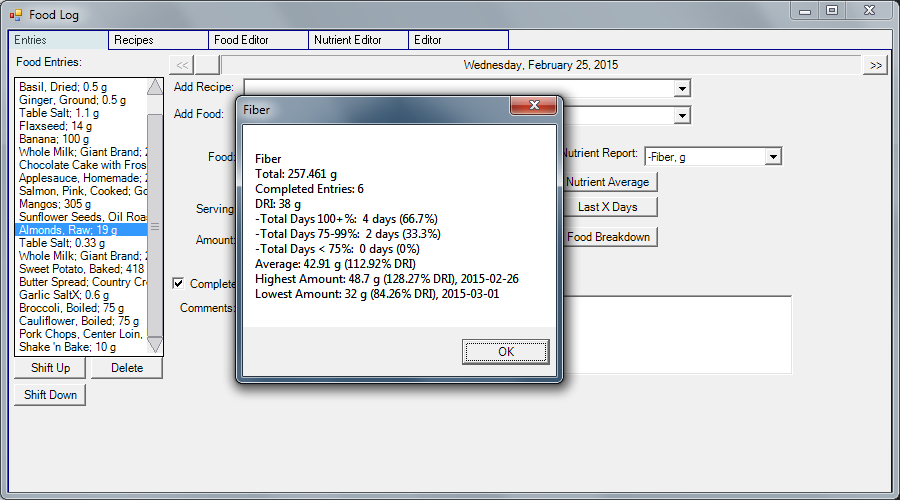 Food Log
Entries Recipes Food Editor Nutrient Editor Editor
Food Entries:
<< Wednesday, February 25, 2015 >>
Basil, Dried; 0.5 g
Ginger, Ground; 0.5 g
Table Salt; 1.1 g
Flaxseed; 14 g
Banana; 100 g
Whole Milk; Giant Brand; 2
Chocolate Cake with Fros
Applesauce, Homemade; 
Salmon, Pink, Cooked; Go
Mangos; 305 g
Sunflower Seeds, Oil Roas
Almonds, Raw; 19 g
Table Salt; 0.33 g
Whole Milk; Giant Brand; 
Sweet Potato, Baked; 418
Butter Spread; Country Cr
Garlic SaltX; 0.6 g
Broccoli, Boiled; 75 g
Cauliflower, Boiled; 75 g
Pork Chops, Center Loin,
Shake 'n Bake; 10 g
Shift Up Delete
Shift Down
Add Recipe:
Add Food:
Food:
Serving
Amount:
Complete
Comments:
Nutrient Report: -Fiber, g
Nutrient Average
Last X Days
Food Breakdown
Fiber
Fiber
Total: 257.461 g
Completed Entries: 6
DRI: 38 g
-Total Days 100+%: 4 days (66.7%)
-Total Days 75-99%: 2 days (33.3%)
-Total Days < 75%: 0 days (0%)
Average: 42.91 g (112.92% DRI)
Highest Amount: 48.7 g (128.27% DRI), 2015-02-26
Lowest Amount: 32 g (84.26% DRI), 2015-03-01
OK